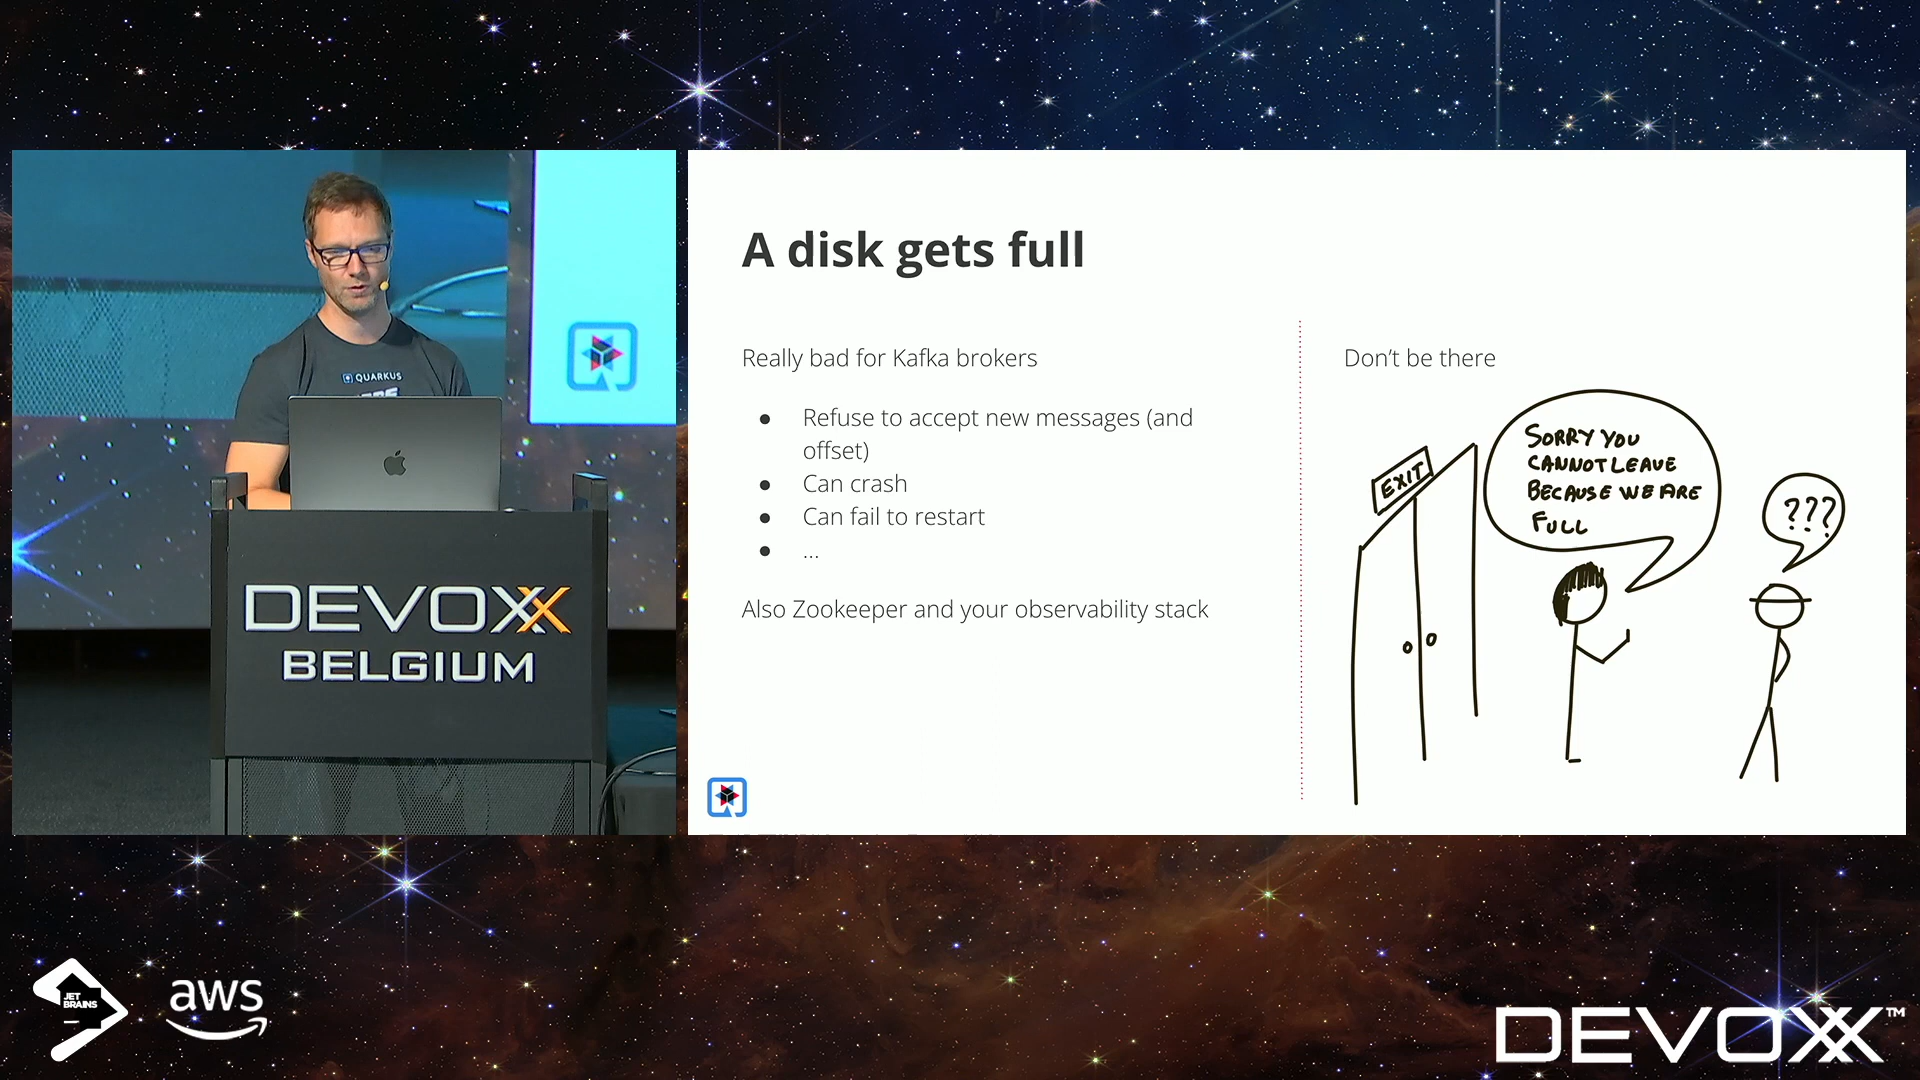 A disk gets full
Really bad for Kafka brokers
● Refuse to accept new messages (and
offset)
● Can crash
● Can fail to restart
● ...
Also Zookeeper and your observability stack
Don't be there
EXIT
SORRY YOU
CANNOT LEAVE
BECAUSE WE ARE
FULL
???
QUARKUS
DEVOXX
BELGIUM
JET
BRAINS
aws
DEVOXX™